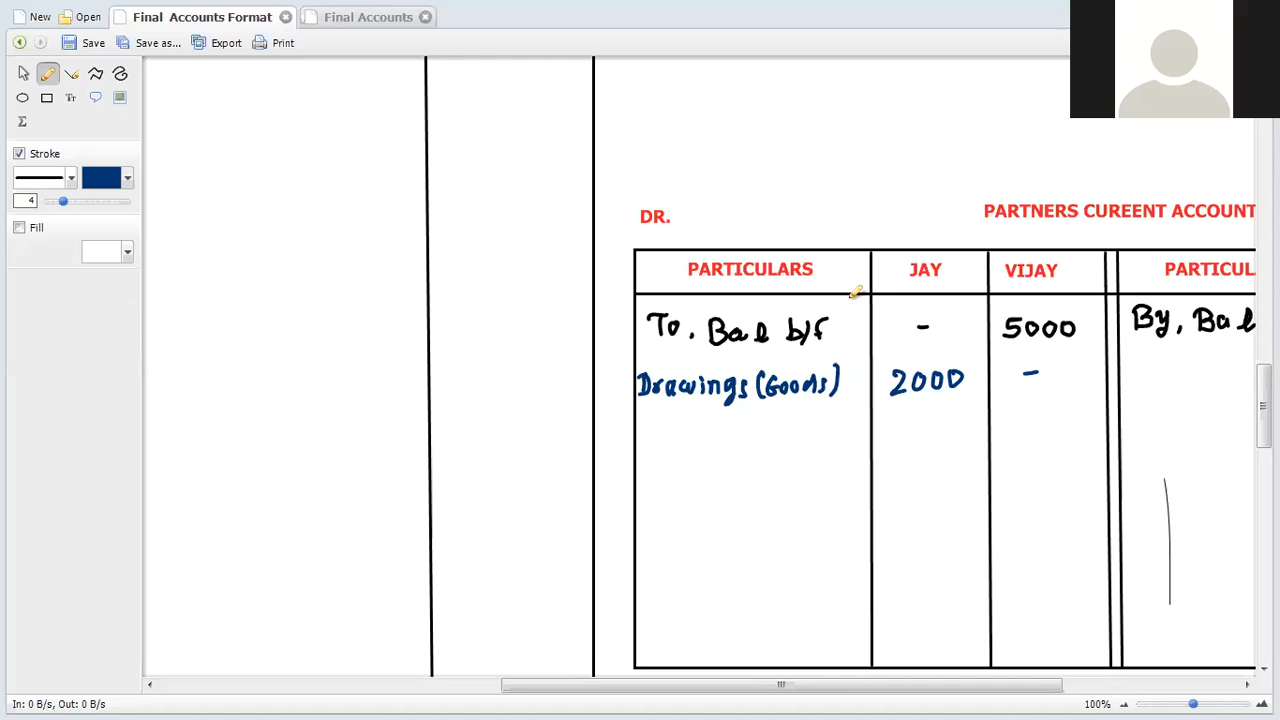 New Open Final Accounts Format Final Accounts
Save Save as... Export Print
Tт
Σ
Stroke
4
Fill
DR. PARTNERS CUREENT ACCOUNT
PARTICULARS JAY VIJAY PARTICUL
To. Bal b/f - 5000 By, Bal
Drawings (Goods) 2000 -
In: 0 B/s, Out: 0 B/s 100%